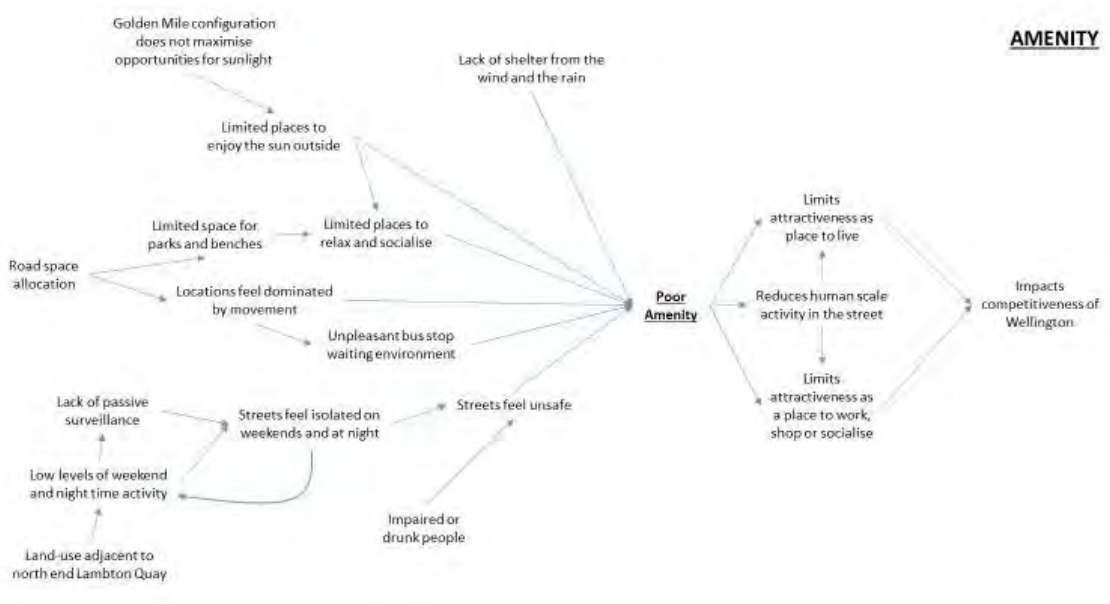 Golden Mile configuration
does not maximise
opportunities for sunlight
AMENITY
Lack of shelter from the
wind and the rain
Limited places to
enjoy the sun outside
Limited space for
parks and benches
Limited places to
relax and socialise
Road space
allocation
Locations feel dominated
by movement
Unpleasant bus stop
waiting environment
Poor
Amenity
Limits
attractiveness as
place to live
Reduces human scale
activity in the street
Limits
attractiveness as
a place to work,
shop or socialise
Impacts
competitiveness of
Wellington
Lack of passive
surveillance
Streets feel isolated on
weekends and at night
Streets feel unsafe
Low levels of weekend
and night time activity
Impaired or
drunk people
Land-use adjacent to
north end Lambton Quay